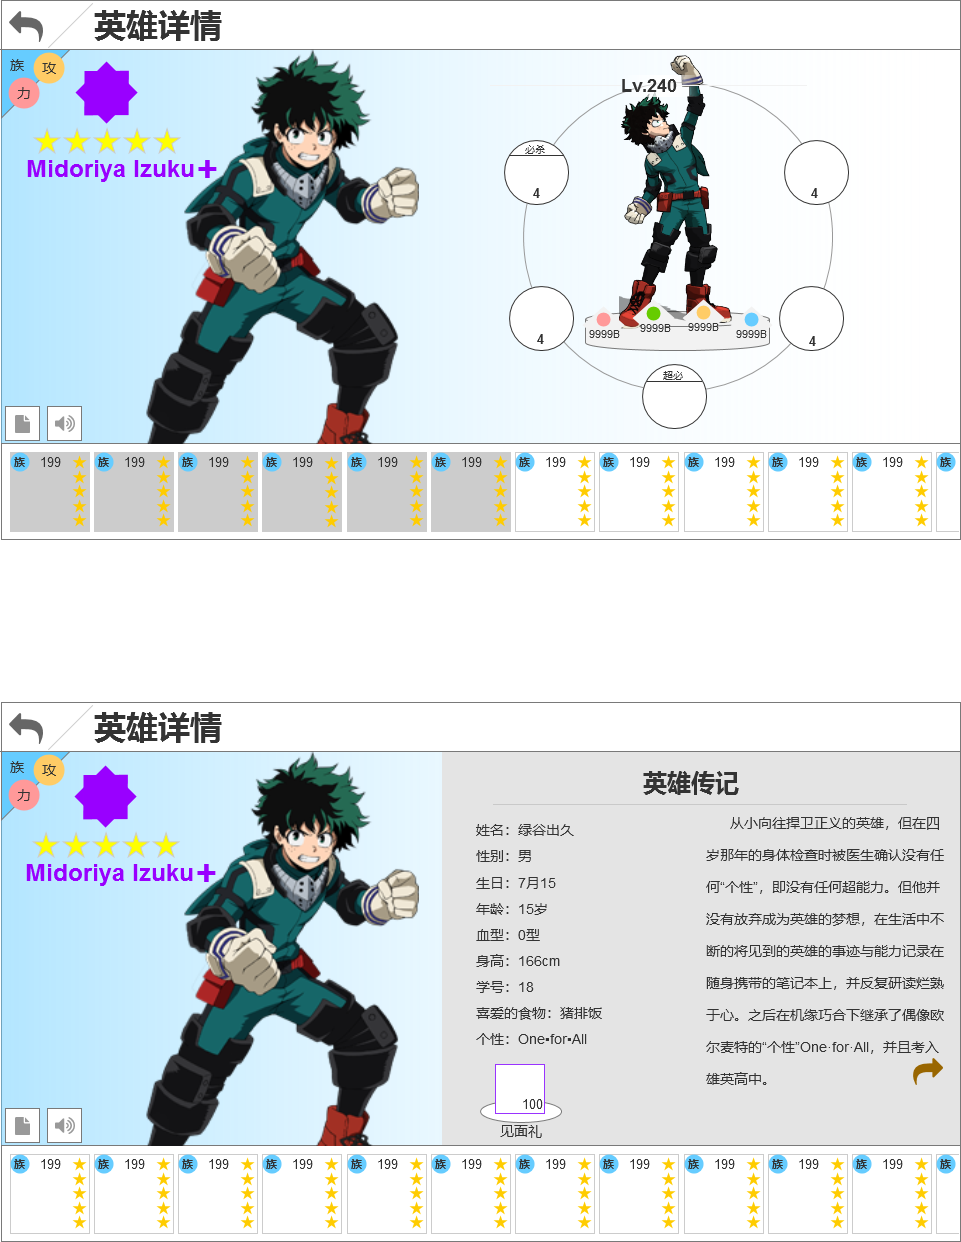 英雄详情
族 攻
力
Midoriya Izuku+
Lv.240
必杀
4
4
4
4
9999B 9999B 9999B 9999B
超必
族 199 族 199 族 199 族 199 族 199 族 199 族 199 族 199 族 199 族 199 族 199 族
英雄详情
族 攻
力
Midoriya Izuku+
英雄传记
姓名：绿谷出久
性别：男
生日：7月15
年龄：15岁
血型：0型
身高：166cm
学号：18
喜爱的食物：猪排饭
个性：One•for•All
100
见面礼
从小向往捍卫正义的英雄，但在四
岁那年的身体检查时被医生确认没有任
何“个性”，即没有任何超能力。但他并
没有放弃成为英雄的梦想，在生活中不
断的将见到的英雄的事迹与能力记录在
随身携带的笔记本上，并反复研读烂熟
于心。之后在机缘巧合下继承了偶像欧
尔麦特的“个性”One·for·All，并且考入
雄英高中。
族 199 族 199 族 199 族 199 族 199 族 199 族 199 族 199 族 199 族 199 族 199 族